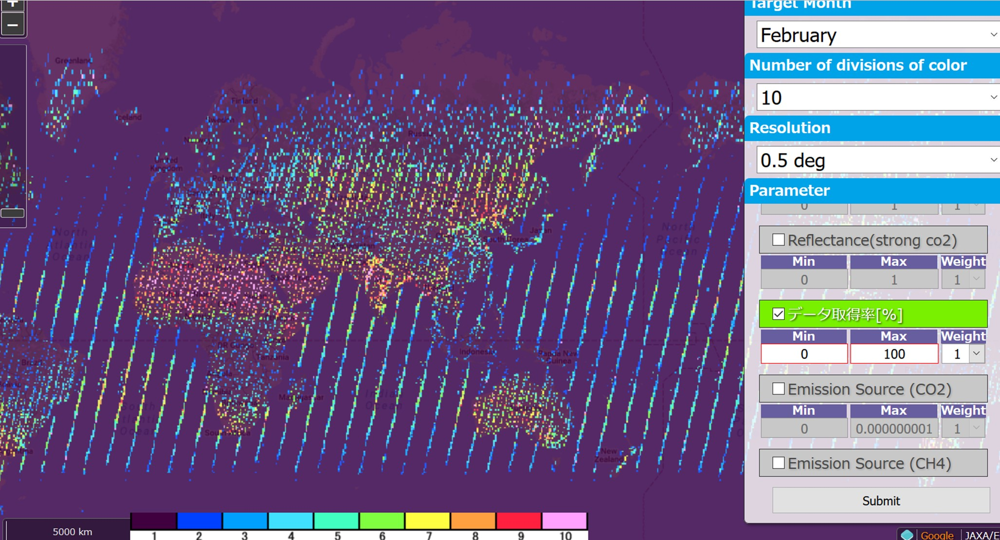 Target Month
February
Number of divisions of color
10
Resolution
0.5 deg
Parameter
0 1 1
Reflectance(strong co2)
Min Max Weight
0 1 1
データ取得率[%]
Min Max Weight
0 100 1
Emission Source (CO2)
Min Max Weight
0 0.000000001 1
Emission Source (CH4)
Submit
+
−
Greenland
Iceland
Finland
Sweden
Norway
Russia
United
Kingdom
Poland
North
Atlantic
Ocean
North
Pacific
Ocean
Japan
South Korea
Afghanistan
Thailand
DR Congo
Tanzania
Angola
Namibia
Madagascar
South Africa
Indonesia
Papua New
Guinea
Brazil
Bolivia
Argentina
South
Atlantic
Ocean
Indian
Ocean
New
Zealand
5000 km
1 2 3 4 5 6 7 8 9 10
Google JAXA/E